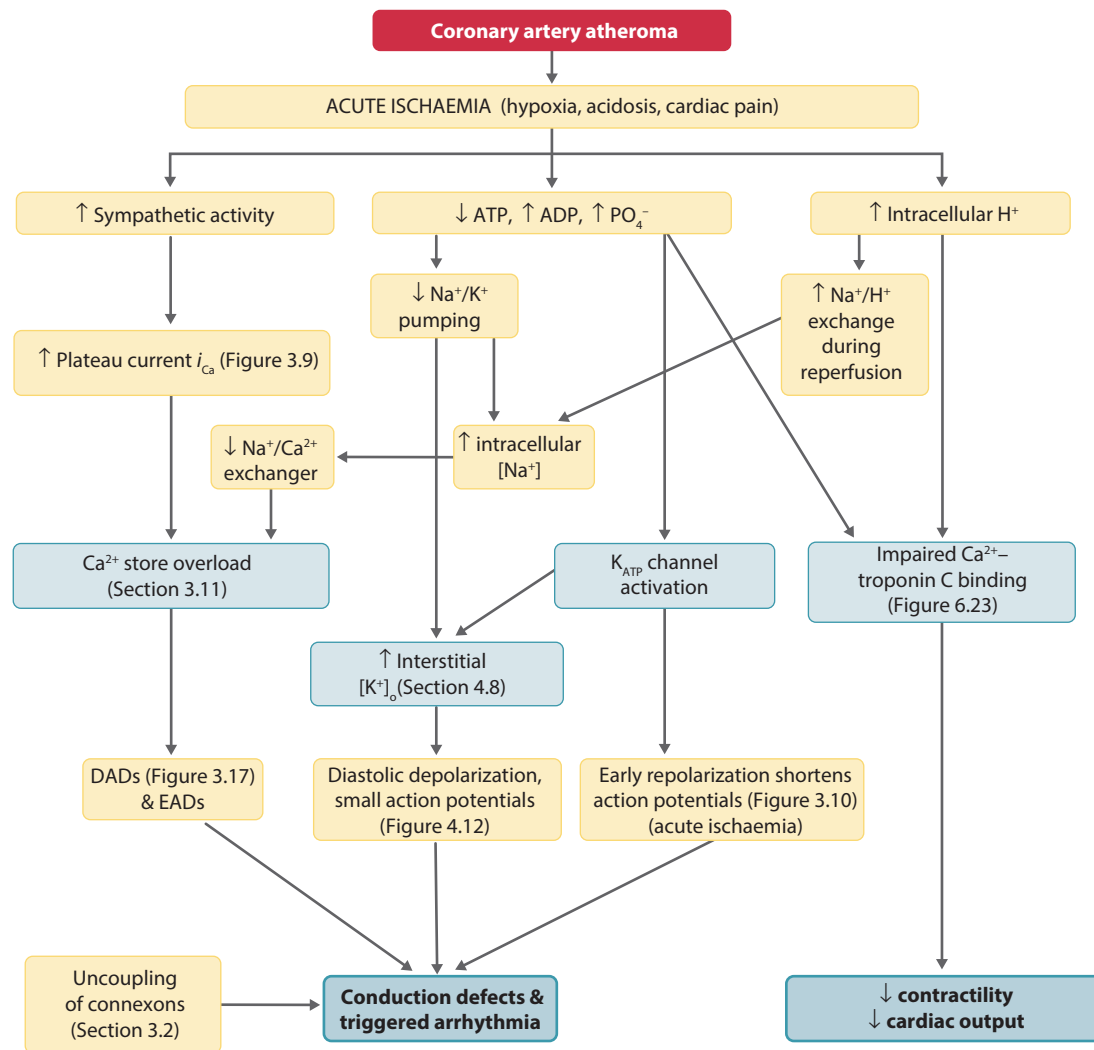 Coronary artery atheroma
ACUTE ISCHAEMIA (hypoxia, acidosis, cardiac pain)
↑ Sympathetic activity
↓ ATP, ↑ ADP, ↑ PO₄⁻
↑ Intracellular H⁺
↓ Na⁺/K⁺
pumping
↑ Na⁺/H⁺
exchange
during
reperfusion
↑ Plateau current i_Ca (Figure 3.9)
↓ Na⁺/Ca²⁺
exchanger
↑ intracellular
[Na⁺]
Ca²⁺ store overload
(Section 3.11)
K_ATP channel
activation
Impaired Ca²⁺–
troponin C binding
(Figure 6.23)
↑ Interstitial
[K⁺]ₒ(Section 4.8)
DADs (Figure 3.17)
& EADs
Diastolic depolarization,
small action potentials
(Figure 4.12)
Early repolarization shortens
action potentials (Figure 3.10)
(acute ischaemia)
Uncoupling
of connexons
(Section 3.2)
Conduction defects &
triggered arrhythmia
↓ contractility
↓ cardiac output